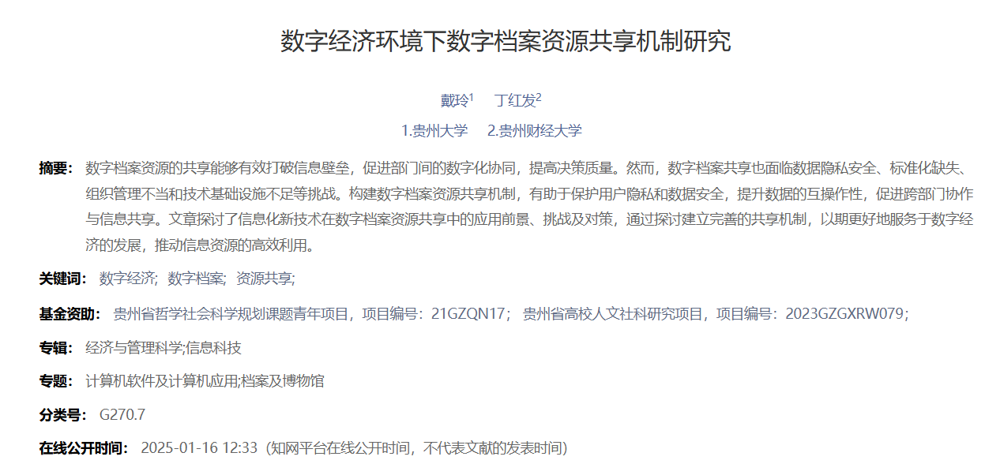 数字经济环境下数字档案资源共享机制研究
戴玲1 丁红发2
1.贵州大学 2.贵州财经大学
摘要： 数字档案资源的共享能够有效打破信息壁垒，促进部门间的数字化协同，提高决策质量。然而，数字档案共享也面临数据隐私安全、标准化缺失、
组织管理不当和技术基础设施不足等挑战。构建数字档案资源共享机制，有助于保护用户隐私和数据安全，提升数据的互操作性，促进跨部门协作
与信息共享。文章探讨了信息化新技术在数字档案资源共享中的应用前景、挑战及对策，通过探讨建立完善的共享机制，以期更好地服务于数字经
济的发展，推动信息资源的高效利用。
关键词： 数字经济; 数字档案; 资源共享;
基金资助： 贵州省哲学社会科学规划课题青年项目，项目编号：21GZQN17； 贵州省高校人文社科研究项目，项目编号：2023GZGXRW079；
专辑： 经济与管理科学;信息科技
专题： 计算机软件及计算机应用;档案及博物馆
分类号： G270.7
在线公开时间： 2025-01-16 12:33（知网平台在线公开时间，不代表文献的发表时间）